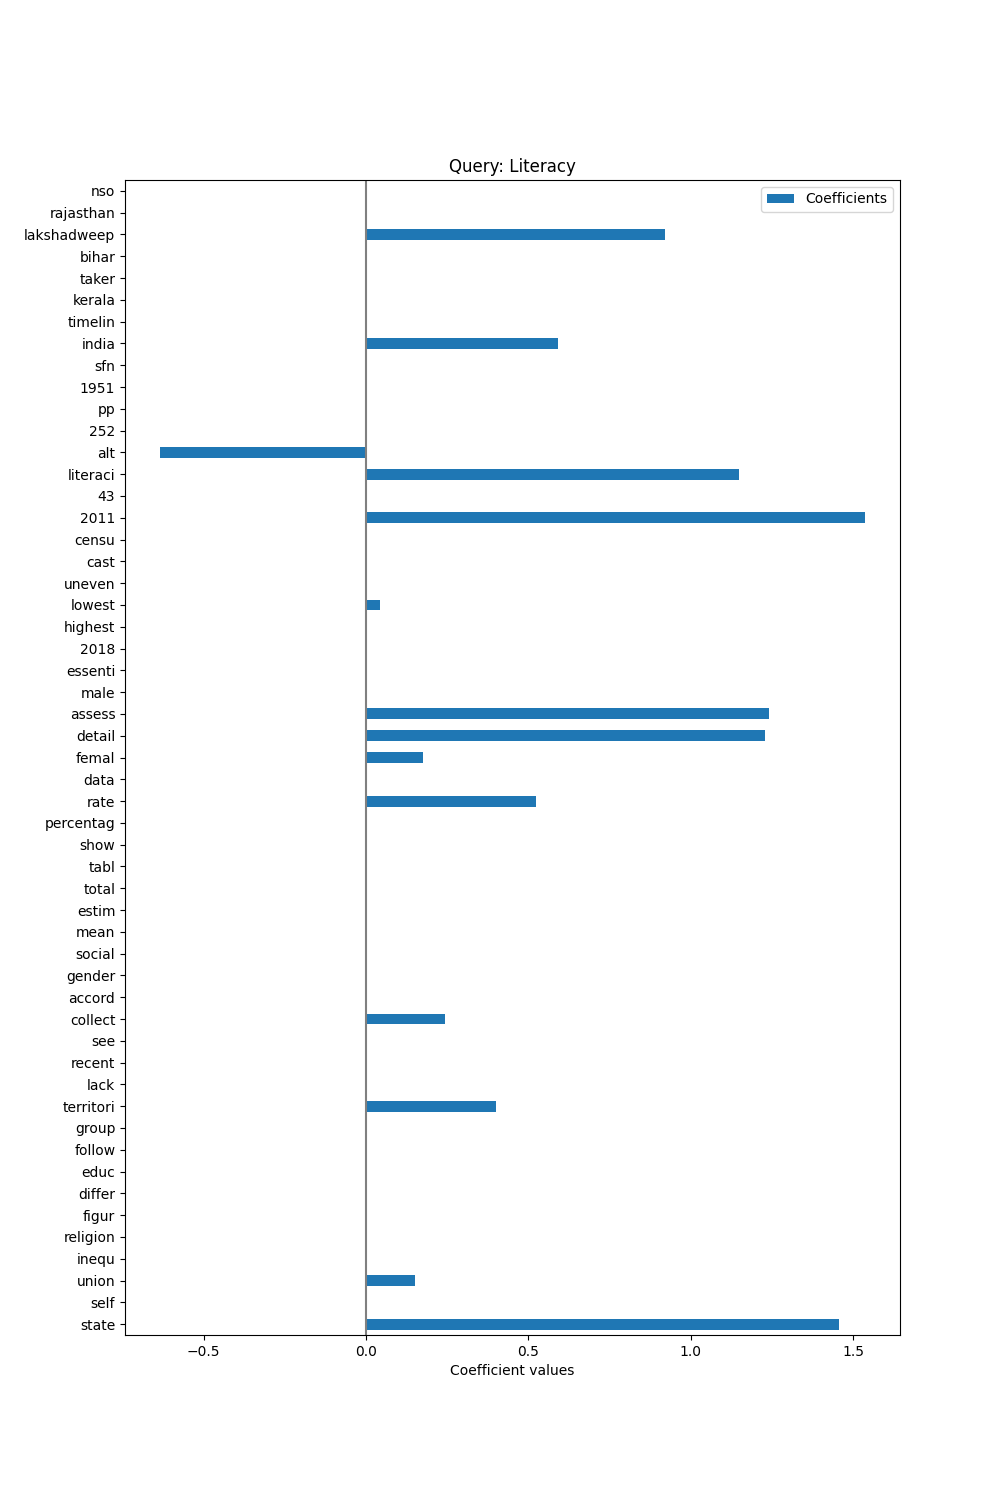 Query: Literacy
Coefficients
nso
rajasthan
lakshadweep
bihar
taker
kerala
timelin
india
sfn
1951
pp
252
alt
literaci
43
2011
censu
cast
uneven
lowest
highest
2018
essenti
male
assess
detail
femal
data
rate
percentag
show
tabl
total
estim
mean
social
gender
accord
collect
see
recent
lack
territori
group
follow
educ
differ
figur
religion
inequ
union
self
state
−0.5 0.0 0.5 1.0 1.5
Coefficient values